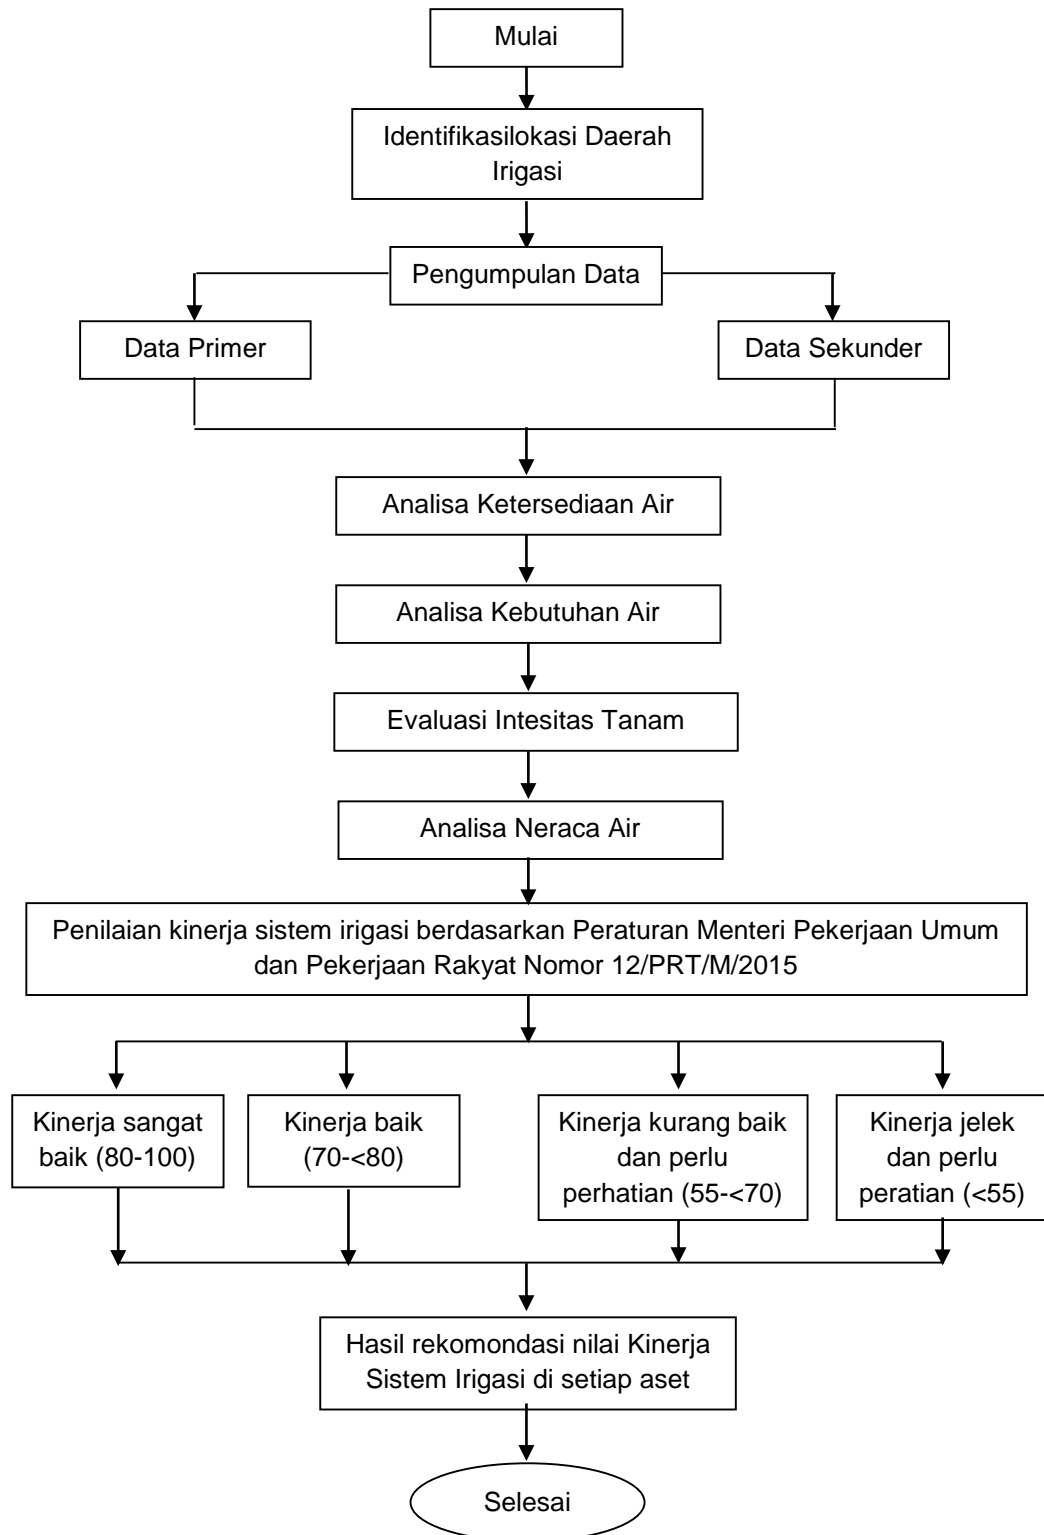 Mulai
Identifikasilokasi Daerah
Irigasi
Pengumpulan Data
Data Primer
Data Sekunder
Analisa Ketersediaan Air
Analisa Kebutuhan Air
Evaluasi Intesitas Tanam
Analisa Neraca Air
Penilaian kinerja sistem irigasi berdasarkan Peraturan Menteri Pekerjaan Umum
dan Pekerjaan Rakyat Nomor 12/PRT/M/2015
Kinerja sangat
baik (80-100)
Kinerja baik
(70-<80)
Kinerja kurang baik
dan perlu
perhatian (55-<70)
Kinerja jelek
dan perlu
peratian (<55)
Hasil rekomondasi nilai Kinerja
Sistem Irigasi di setiap aset
Selesai